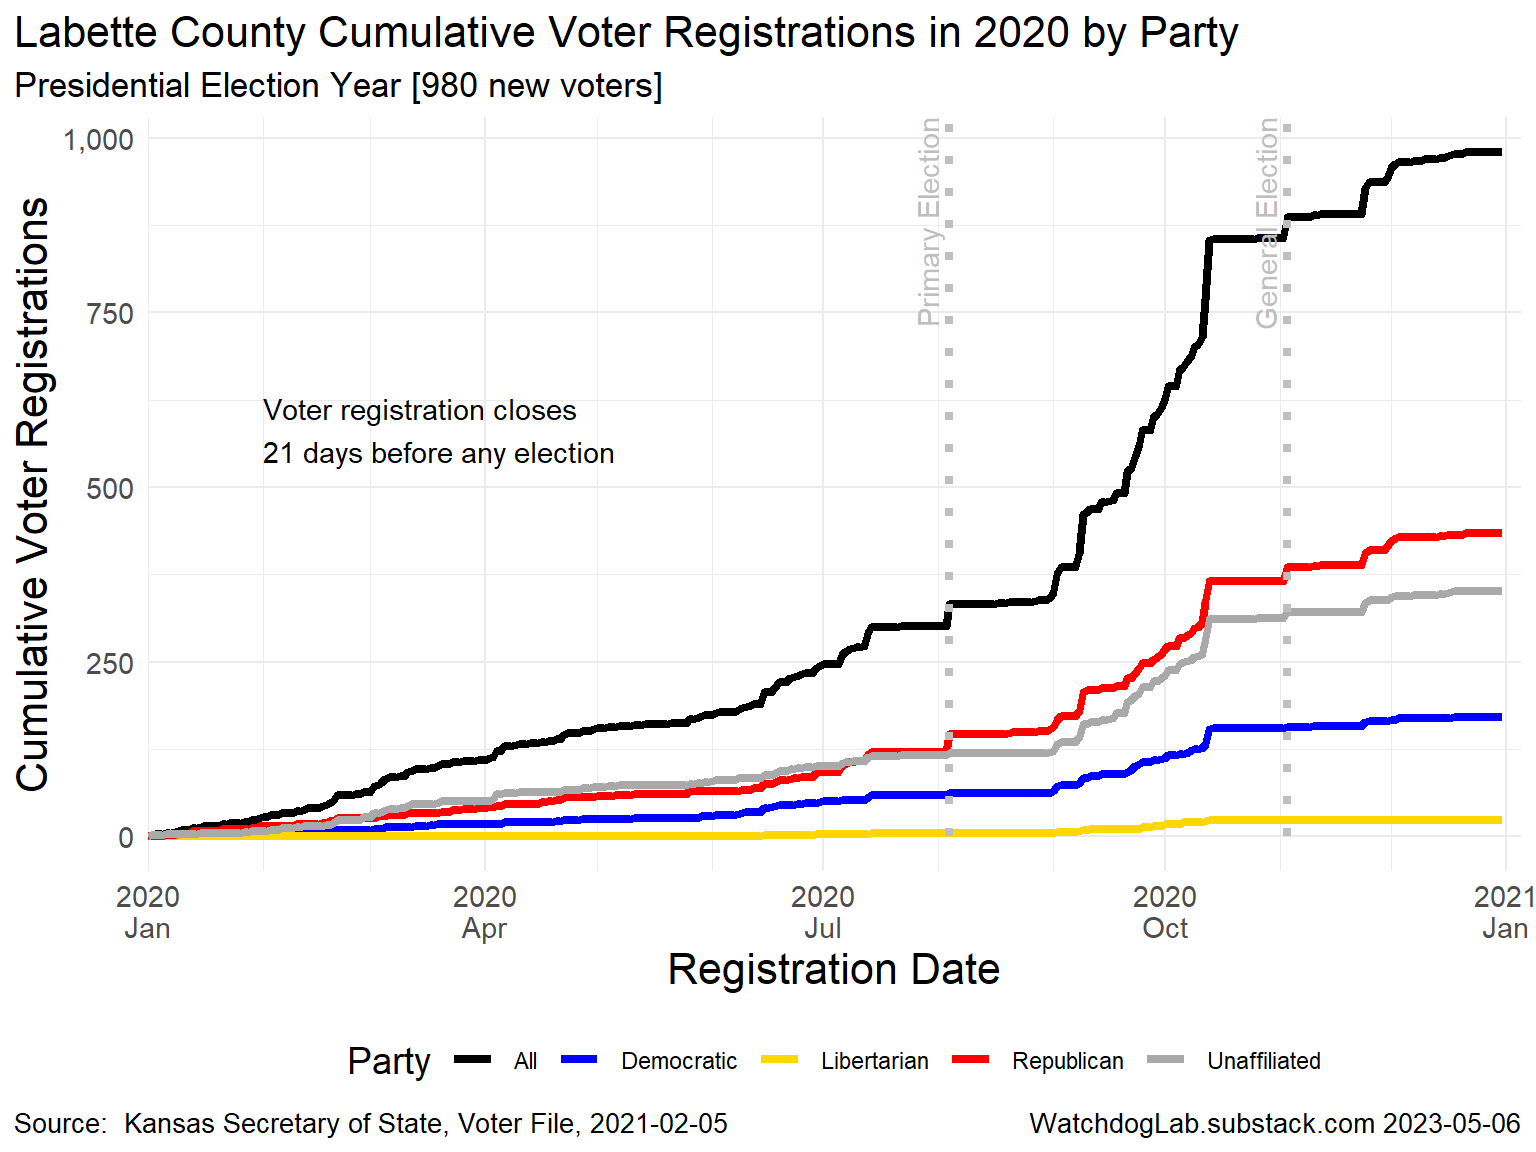 Labette County Cumulative Voter Registrations in 2020 by Party
Presidential Election Year [980 new voters]
Cumulative Voter Registrations
1,000
750
500
250
0
Primary Election
General Election
Voter registration closes
21 days before any election
2020
Jan
2020
Apr
2020
Jul
2020
Oct
2021
Jan
Registration Date
Party
All
Democratic
Libertarian
Republican
Unaffiliated
Source:  Kansas Secretary of State, Voter File, 2021-02-05
WatchdogLab.substack.com 2023-05-06